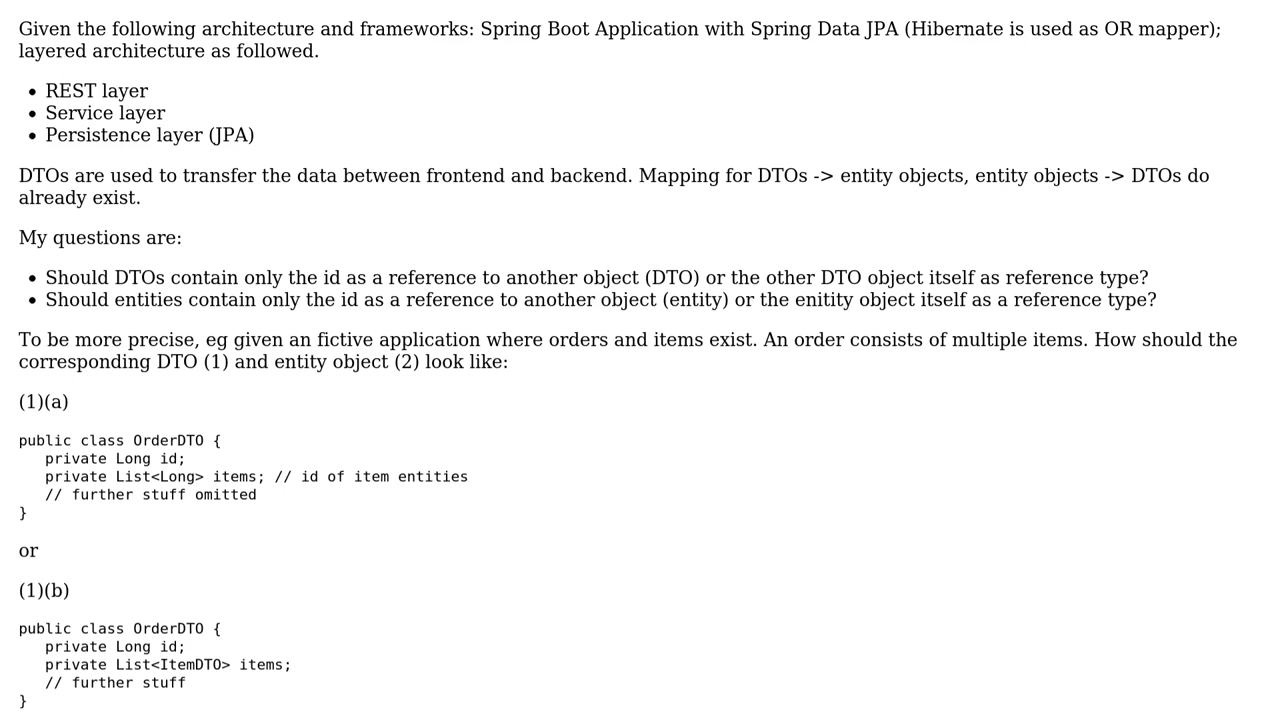 Given the following architecture and frameworks: Spring Boot Application with Spring Data JPA (Hibernate is used as OR mapper);
layered architecture as followed.
• REST layer
• Service layer
• Persistence layer (JPA)
DTOs are used to transfer the data between frontend and backend. Mapping for DTOs -> entity objects, entity objects -> DTOs do
already exist.
My questions are:
• Should DTOs contain only the id as a reference to another object (DTO) or the other DTO object itself as reference type?
• Should entities contain only the id as a reference to another object (entity) or the enitity object itself as a reference type?
To be more precise, eg given an fictive application where orders and items exist. An order consists of multiple items. How should the
corresponding DTO (1) and entity object (2) look like:
(1)(a)
public class OrderDTO {
   private Long id;
   private List<Long> items; // id of item entities
   // further stuff omitted
}
or
(1)(b)
public class OrderDTO {
   private Long id;
   private List<ItemDTO> items;
   // further stuff
}